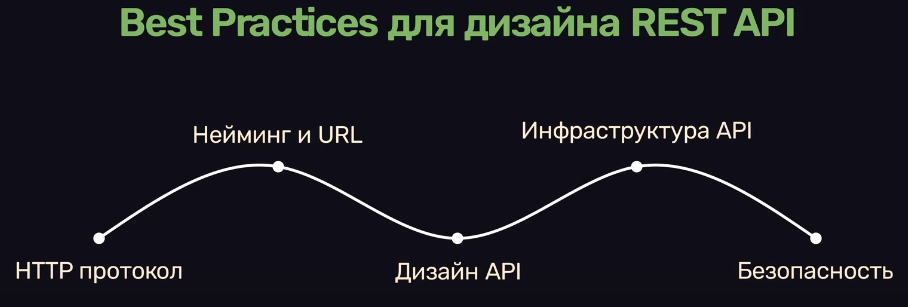 Best Practices для дизайна REST API
Нейминг и URL
Инфраструктура API
HTTP протокол
Дизайн API
Безопасность